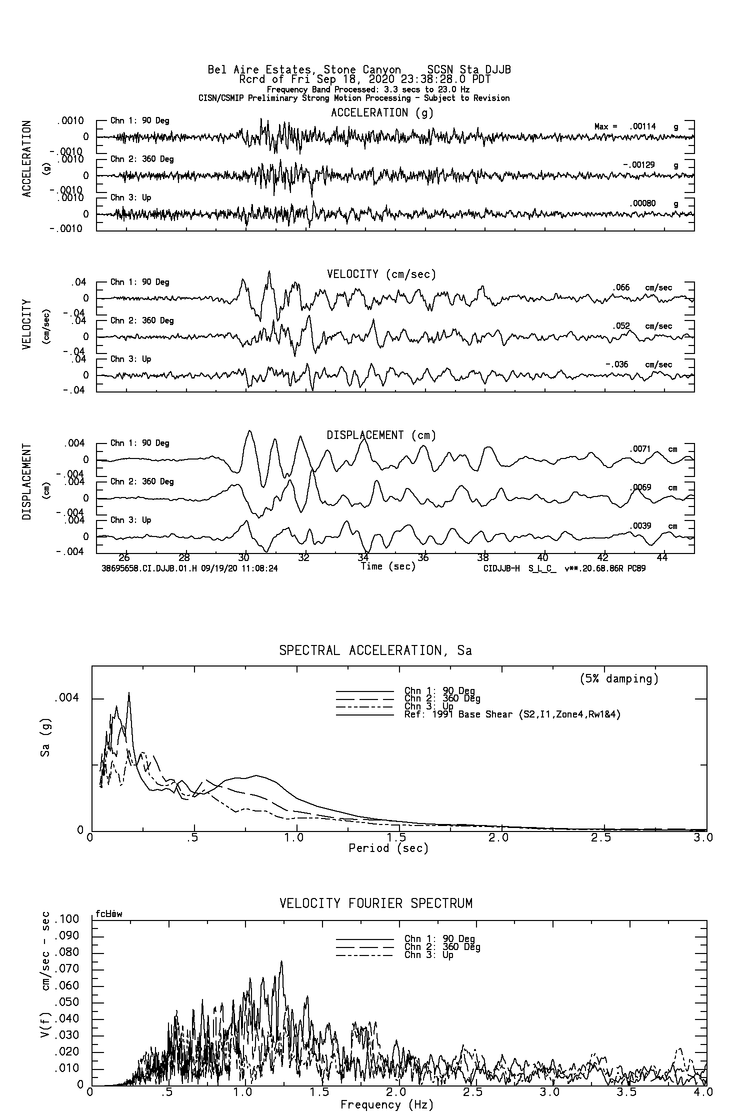 Bel Aire Estates, Stone Canyon SCSN Sta DJJB
Rcrd of Fri Sep 18, 2020 23:38:28.0 PDT
Frequency Band Processed: 3.3 secs to 23.0 Hz
CISN/CSMIP Preliminary Strong Motion Processing - Subject to Revision
ACCELERATION (g)
ACCELERATION
(g)
.0010
0
-.0010
Chn 1: 90 Deg
Max = .00114 g
.0010
0
-.0010
Chn 2: 360 Deg
-.00129 g
.0010
0
-.0010
Chn 3: Up
.00080 g
VELOCITY (cm/sec)
VELOCITY
(cm/sec)
.04
0
-.04
Chn 1: 90 Deg
.066 cm/sec
.04
0
-.04
Chn 2: 360 Deg
.052 cm/sec
.04
0
-.04
Chn 3: Up
-.036 cm/sec
DISPLACEMENT (cm)
DISPLACEMENT
(cm)
.004
0
-.004
Chn 1: 90 Deg
.0071 cm
.004
0
-.004
Chn 2: 360 Deg
.0069 cm
.004
0
-.004
Chn 3: Up
.0039 cm
26 28 30 32 34 36 38 40 42 44
Time (sec)
38695658.CI.DJJB.01.H 09/19/20 11:08:24
CIDJJB-H S_L_C_ v**.20.68.86R PC89
SPECTRAL ACCELERATION, Sa
(5% damping)
Chn 1: 90 Deg
Chn 2: 360 Deg
Chn 3: Up
Ref: 1991 Base Shear (S2,I1,Zone4,Rw1&4)
Sa (g)
.004
0
0 .5 1.0 1.5 2.0 2.5 3.0
Period (sec)
VELOCITY FOURIER SPECTRUM
Chn 1: 90 Deg
Chn 2: 360 Deg
Chn 3: Up
V(f) cm/sec - sec
.100
.090
.080
.070
.060
.050
.040
.030
.020
.010
0
0 .5 1.0 1.5 2.0 2.5 3.0 3.5 4.0
Frequency (Hz)